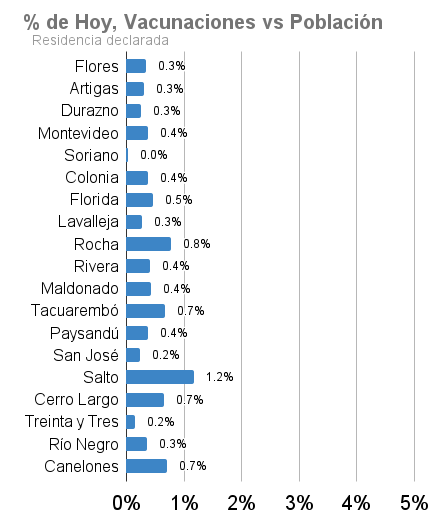 % de Hoy, Vacunaciones vs Población
Residencia declarada
Flores 0.3%
Artigas 0.3%
Durazno 0.3%
Montevideo 0.4%
Soriano 0.0%
Colonia 0.4%
Florida 0.5%
Lavalleja 0.3%
Rocha 0.8%
Rivera 0.4%
Maldonado 0.4%
Tacuarembó 0.7%
Paysandú 0.4%
San José 0.2%
Salto 1.2%
Cerro Largo 0.7%
Treinta y Tres 0.2%
Río Negro 0.3%
Canelones 0.7%
0% 1% 2% 3% 4% 5%